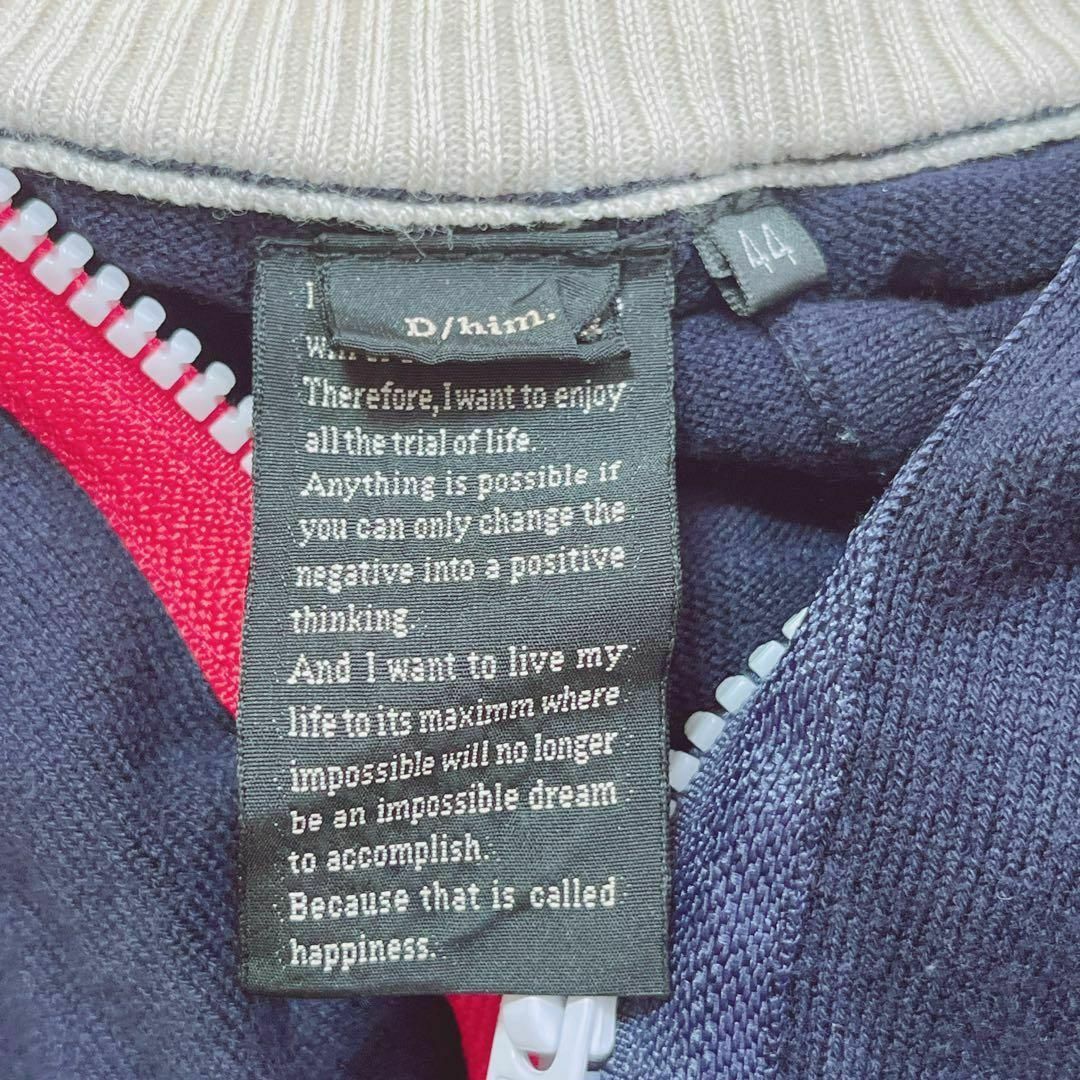 D/him.
44
Therefore, I want to enjoy
all the trial of life.
Anything is possible if
you can only change the
negative into a positive
thinking.
And I want to live my
life to its maximm where
impossible will no longer
be an impossible dream
to accomplish.
Because that is called
happiness.